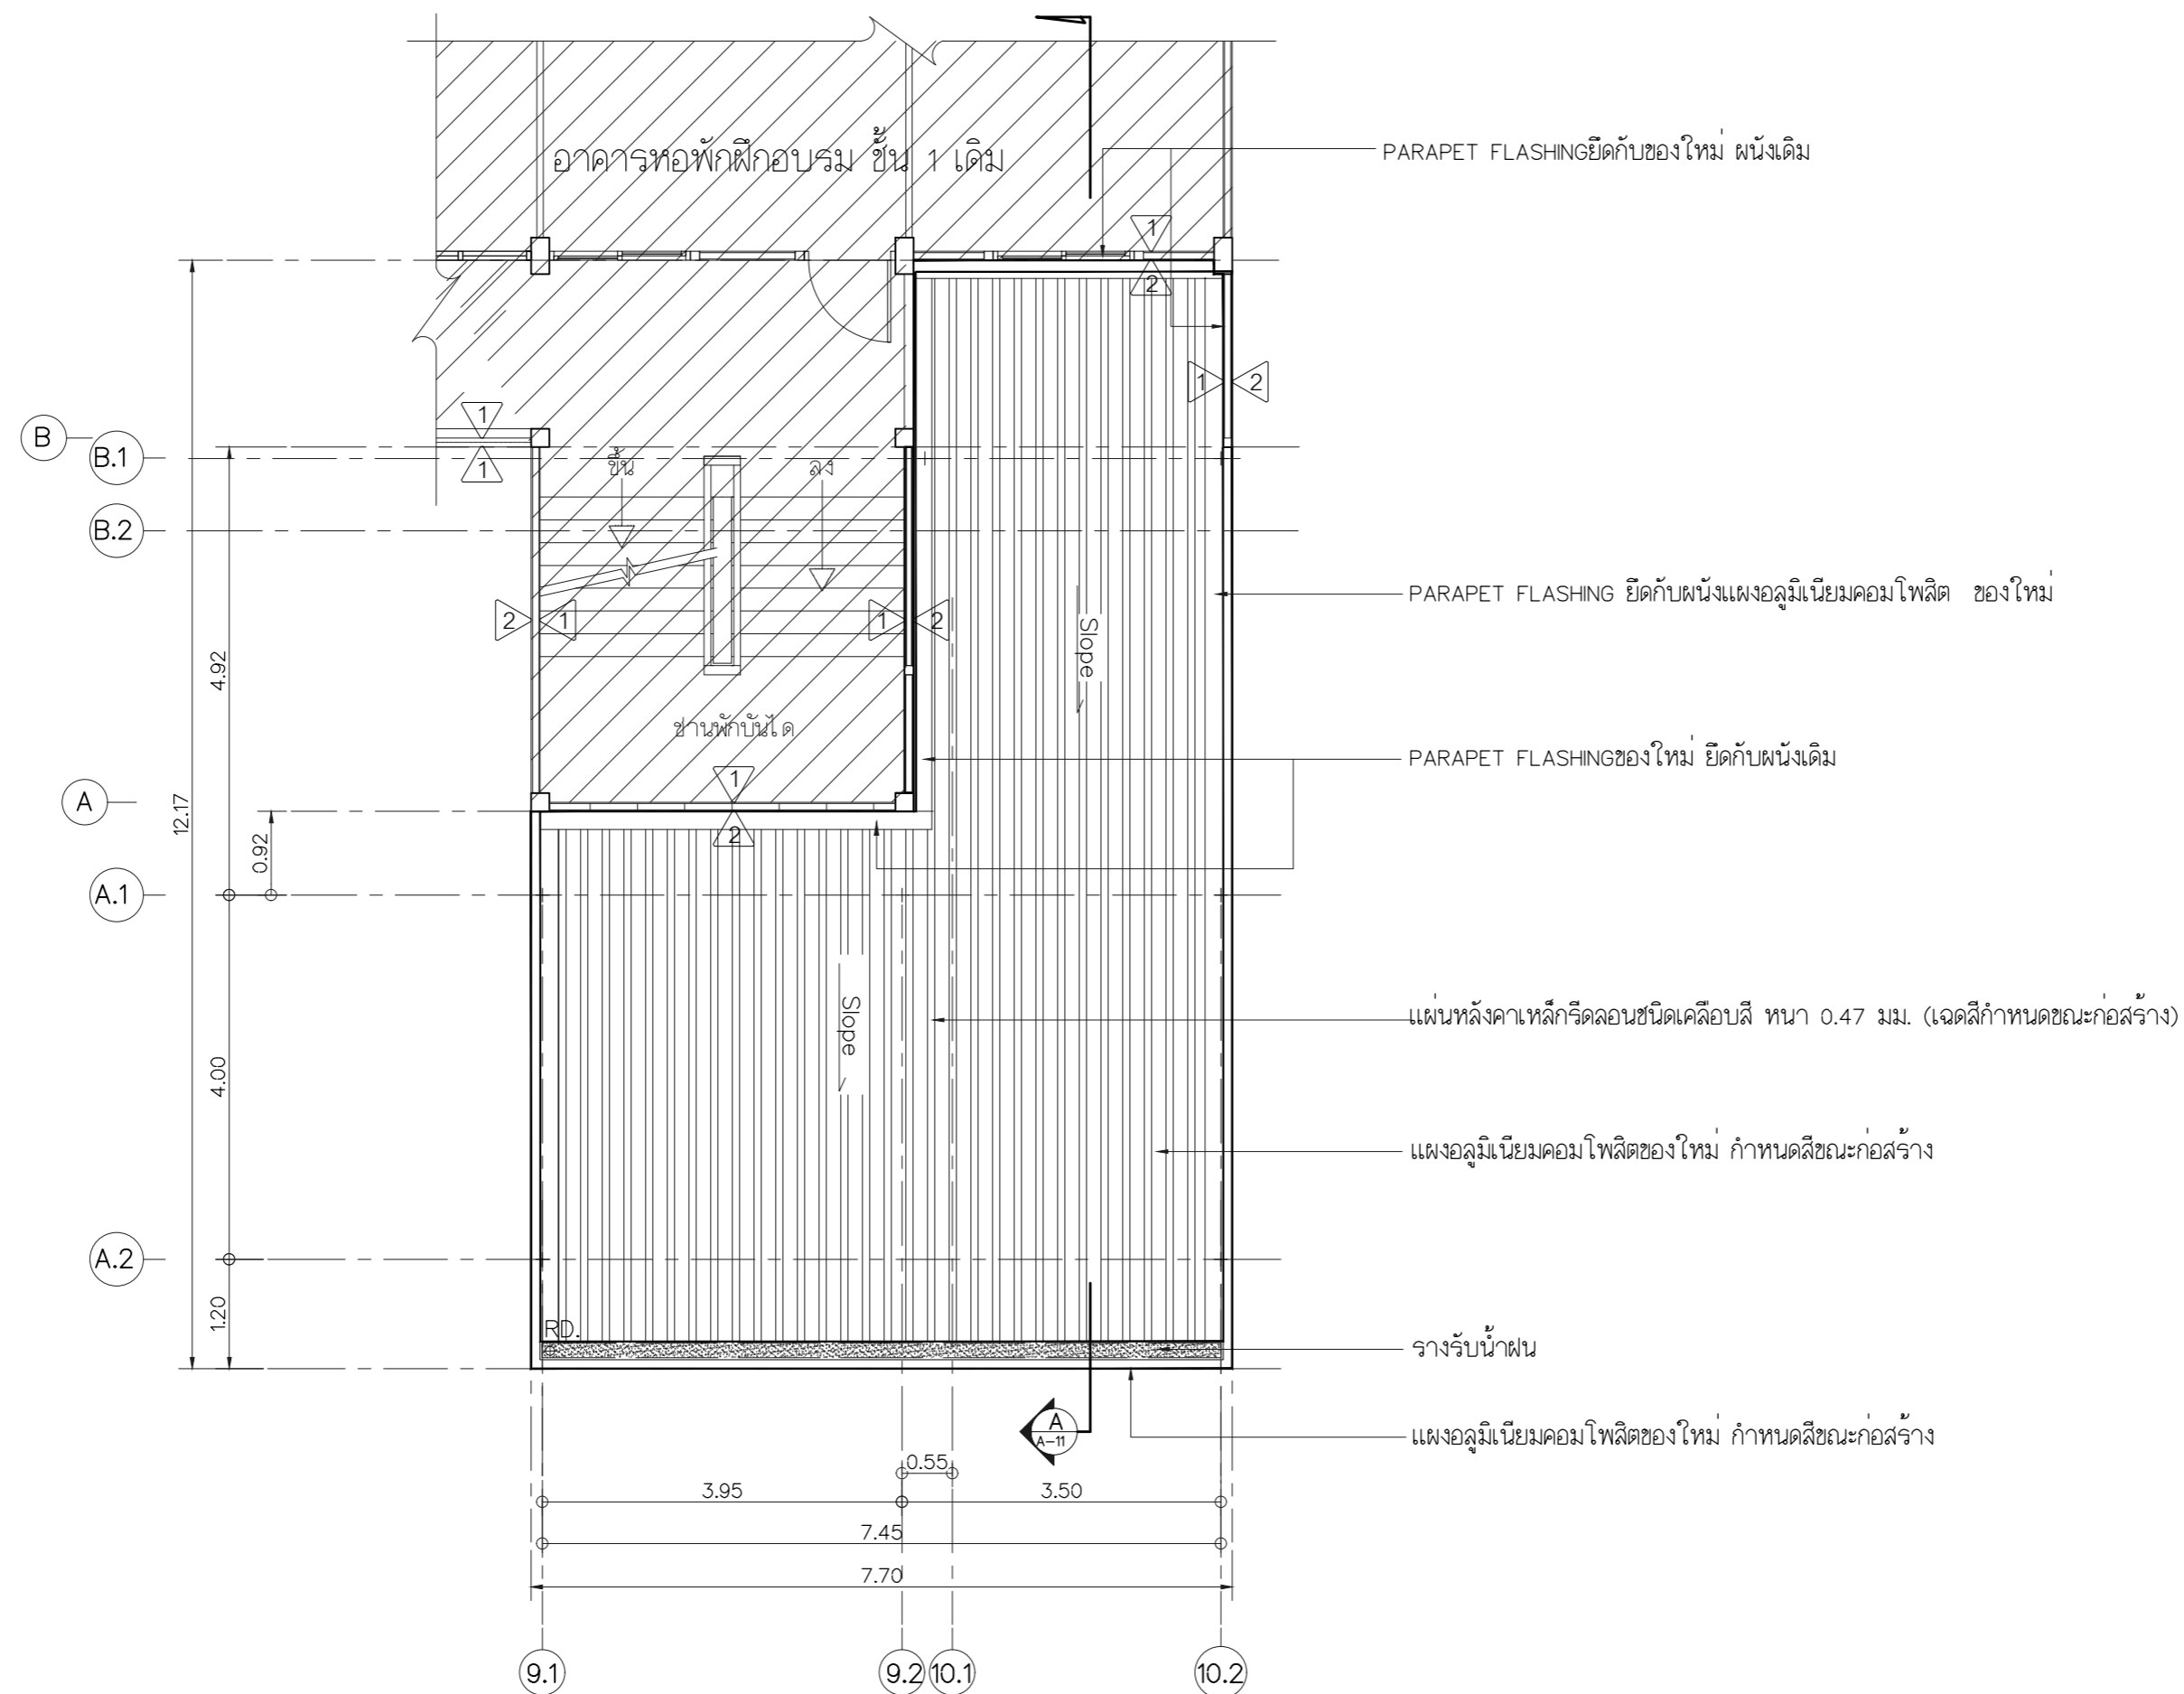 อาคารหอพักฝึกอบรม ชั้น 1 เดิม
PARAPET FLASHINGยึดกับของใหม่ ผนังเดิม
1
2
1
2
B
1
1
B.1
ขึ้น
ลง
B.2
PARAPET FLASHING ยึดกับผนังแผงอลูมิเนียมคอมโพสิต ของใหม่
2
1
1
2
Slope
4.92
ชานพักบันได
PARAPET FLASHINGของใหม่ ยึดกับผนังเดิม
1
2
A
12.17
0.92
A.1
Slope
แผ่นหลังคาเหล็กรีดลอนชนิดเคลือบสี หนา 0.47 มม. (เฉดสีกำหนดขณะก่อสร้าง)
4.00
แผงอลูมิเนียมคอมโพสิตของใหม่ กำหนดสีขณะก่อสร้าง
A.2
1.20
RD.
รางรับน้ำฝน
A
A-11
แผงอลูมิเนียมคอมโพสิตของใหม่ กำหนดสีขณะก่อสร้าง
0.55
3.95
3.50
7.45
7.70
9.1
9.2
10.1
10.2